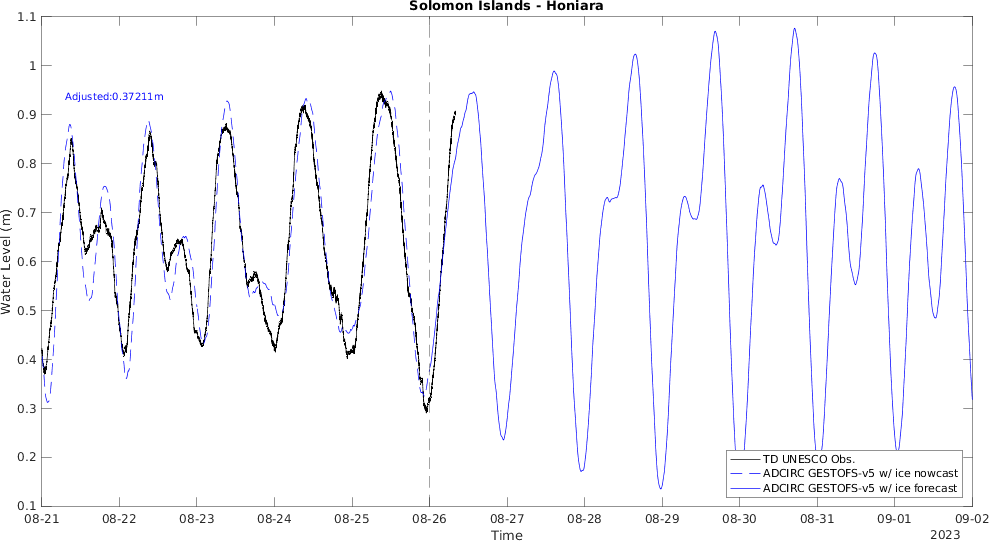 Solomon Islands - Honiara
1.1
1
0.9
0.8
0.7
0.6
0.5
0.4
0.3
0.2
0.1
Water Level (m)
Adjusted:0.37211m
TD UNESCO Obs.
ADCIRC GESTOFS-v5 w/ ice nowcast
ADCIRC GESTOFS-v5 w/ ice forecast
08-21 08-22 08-23 08-24 08-25 08-26 08-27 08-28 08-29 08-30 08-31 09-01 09-02
Time
2023